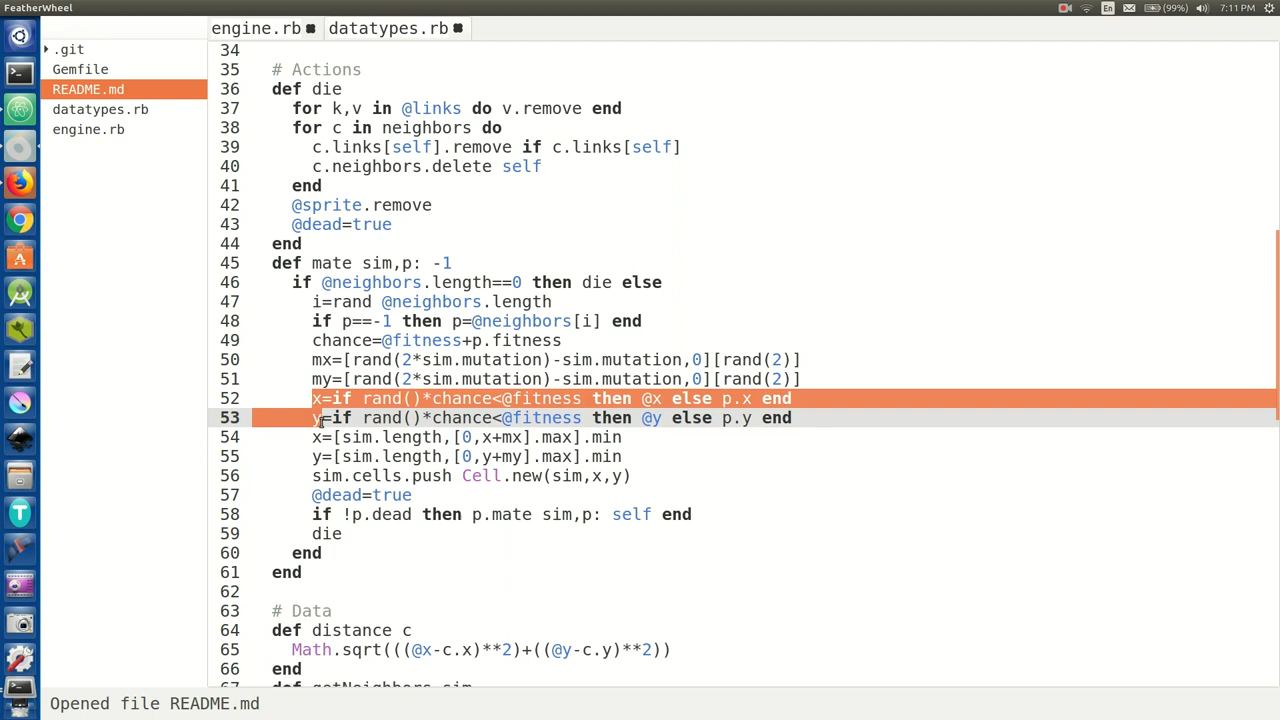 FeatherWheel
En
(99%)
7:11 PM
engine.rb
datatypes.rb
.git
Gemfile
README.md
datatypes.rb
engine.rb
34
35 # Actions
36 def die
37 for k,v in @links do v.remove end
38 for c in neighbors do
39 c.links[self].remove if c.links[self]
40 c.neighbors.delete self
41 end
42 @sprite.remove
43 @dead=true
44 end
45 def mate sim,p: -1
46 if @neighbors.length==0 then die else
47 i=rand @neighbors.length
48 if p==-1 then p=@neighbors[i] end
49 chance=@fitness+p.fitness
50 mx=[rand(2*sim.mutation)-sim.mutation,0][rand(2)]
51 my=[rand(2*sim.mutation)-sim.mutation,0][rand(2)]
52 x=if rand()*chance<@fitness then @x else p.x end
53 y=if rand()*chance<@fitness then @y else p.y end
54 x=[sim.length,[0,x+mx].max].min
55 y=[sim.length,[0,y+my].max].min
56 sim.cells.push Cell.new(sim,x,y)
57 @dead=true
58 if !p.dead then p.mate sim,p: self end
59 die
60 end
61 end
62
63 # Data
64 def distance c
65 Math.sqrt(((@x-c.x)**2)+((@y-c.y)**2))
66 end
67 def getNeighbors sim
Opened file README.md